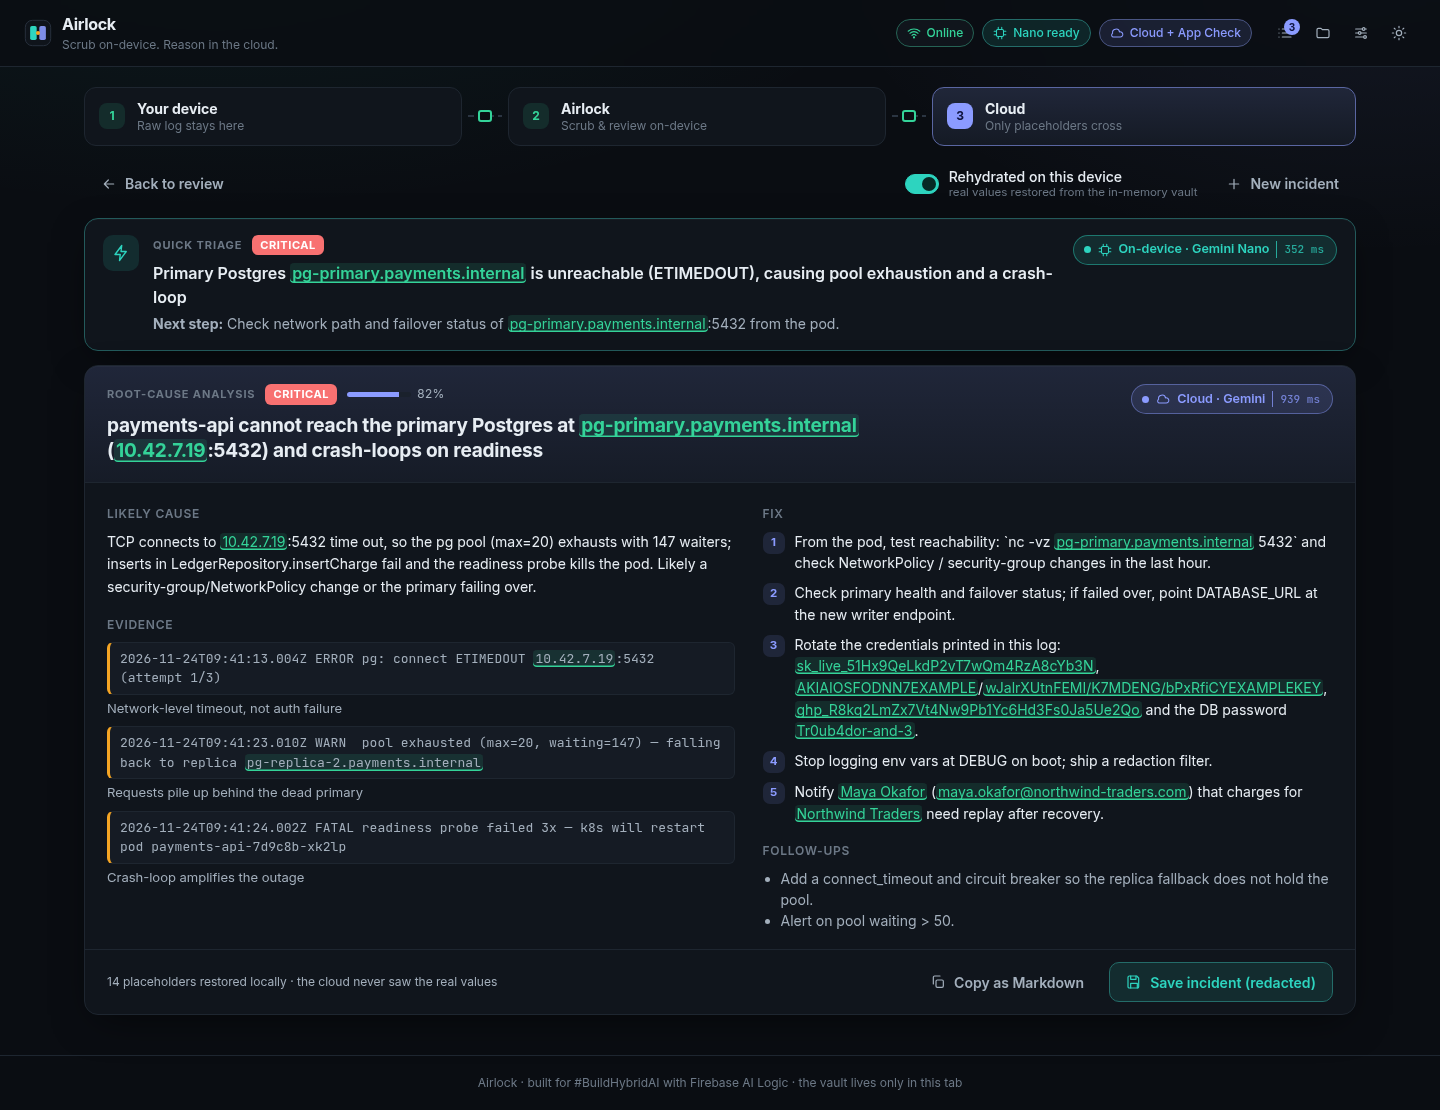 Airlock
Scrub on-device. Reason in the cloud.
Online
Nano ready
Cloud + App Check
3
1
Your device
Raw log stays here
2
Airlock
Scrub & review on-device
3
Cloud
Only placeholders cross
Back to review
Rehydrated on this device
real values restored from the in-memory vault
New incident
QUICK TRIAGE CRITICAL
On-device · Gemini Nano 352 ms
Primary Postgres pg-primary.payments.internal is unreachable (ETIMEDOUT), causing pool exhaustion and a crash-
loop
Next step: Check network path and failover status of pg-primary.payments.internal:5432 from the pod.
ROOT-CAUSE ANALYSIS CRITICAL 82%
Cloud · Gemini 939 ms
payments-api cannot reach the primary Postgres at pg-primary.payments.internal
(10.42.7.19:5432) and crash-loops on readiness
LIKELY CAUSE
TCP connects to 10.42.7.19:5432 time out, so the pg pool (max=20) exhausts with 147 waiters;
inserts in LedgerRepository.insertCharge fail and the readiness probe kills the pod. Likely a
security-group/NetworkPolicy change or the primary failing over.
EVIDENCE
2026-11-24T09:41:13.004Z ERROR pg: connect ETIMEDOUT 10.42.7.19:5432
(attempt 1/3)
Network-level timeout, not auth failure
2026-11-24T09:41:23.010Z WARN  pool exhausted (max=20, waiting=147) — falling
back to replica pg-replica-2.payments.internal
Requests pile up behind the dead primary
2026-11-24T09:41:24.002Z FATAL readiness probe failed 3x — k8s will restart
pod payments-api-7d9c8b-xk2lp
Crash-loop amplifies the outage
FIX
1
From the pod, test reachability: `nc -vz pg-primary.payments.internal 5432` and
check NetworkPolicy / security-group changes in the last hour.
2
Check primary health and failover status; if failed over, point DATABASE_URL at
the new writer endpoint.
3
Rotate the credentials printed in this log:
sk_live_51Hx9QeLkdP2vT7wQm4RzA8cYb3N,
AKIAIOSFODNN7EXAMPLE/wJalrXUtnFEMI/K7MDENG/bPxRfiCYEXAMPLEKEY,
ghp_R8kq2LmZx7Vt4Nw9Pb1Yc6Hd3Fs0Ja5Ue2Qo and the DB password
Tr0ub4dor-and-3.
4
Stop logging env vars at DEBUG on boot; ship a redaction filter.
5
Notify Maya Okafor (maya.okafor@northwind-traders.com) that charges for
Northwind Traders need replay after recovery.
FOLLOW-UPS
• Add a connect_timeout and circuit breaker so the replica fallback does not hold the
pool.
• Alert on pool waiting > 50.
14 placeholders restored locally · the cloud never saw the real values
Copy as Markdown
Save incident (redacted)
Airlock · built for #BuildHybridAI with Firebase AI Logic · the vault lives only in this tab